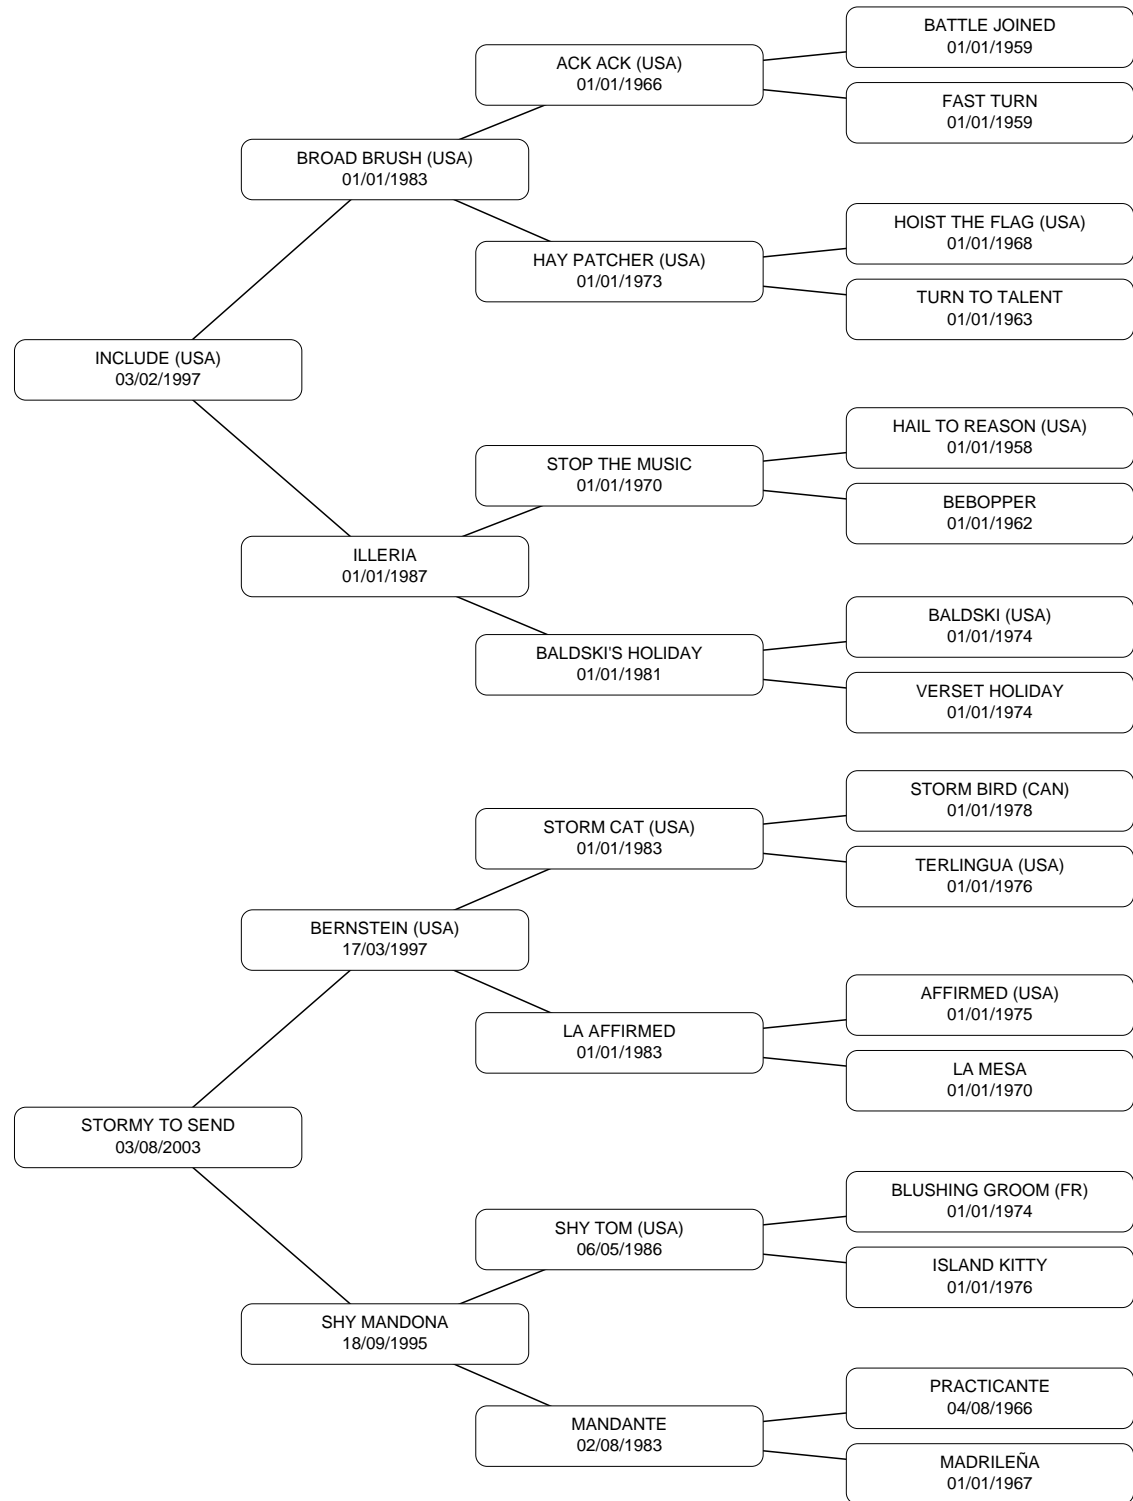 BATTLE JOINED
01/01/1959
ACK ACK (USA)
01/01/1966
FAST TURN
01/01/1959
BROAD BRUSH (USA)
01/01/1983
HOIST THE FLAG (USA)
01/01/1968
HAY PATCHER (USA)
01/01/1973
TURN TO TALENT
01/01/1963
INCLUDE (USA)
03/02/1997
HAIL TO REASON (USA)
01/01/1958
STOP THE MUSIC
01/01/1970
BEBOPPER
01/01/1962
ILLERIA
01/01/1987
BALDSKI (USA)
01/01/1974
BALDSKI'S HOLIDAY
01/01/1981
VERSET HOLIDAY
01/01/1974
STORM BIRD (CAN)
01/01/1978
STORM CAT (USA)
01/01/1983
TERLINGUA (USA)
01/01/1976
BERNSTEIN (USA)
17/03/1997
AFFIRMED (USA)
01/01/1975
LA AFFIRMED
01/01/1983
LA MESA
01/01/1970
STORMY TO SEND
03/08/2003
BLUSHING GROOM (FR)
01/01/1974
SHY TOM (USA)
06/05/1986
ISLAND KITTY
01/01/1976
SHY MANDONA
18/09/1995
PRACTICANTE
04/08/1966
MANDANTE
02/08/1983
MADRILEÑA
01/01/1967